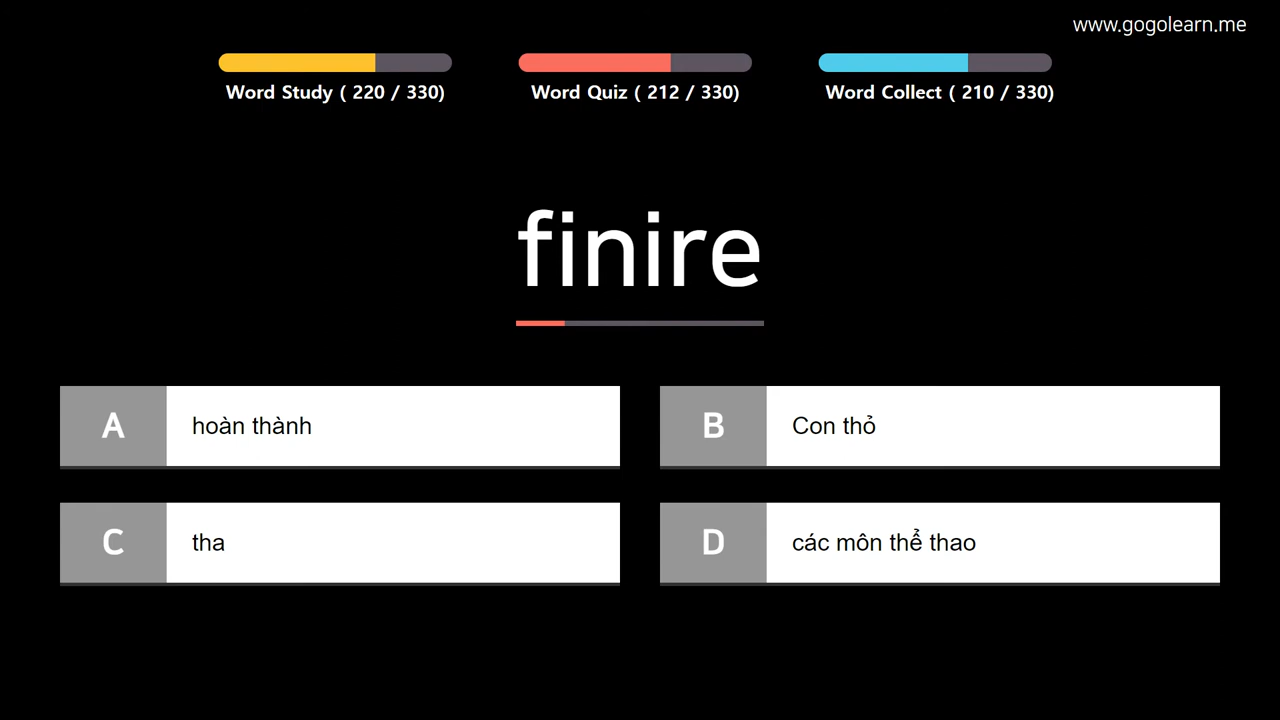 www.gogolearn.me
Word Study ( 220 / 330)
Word Quiz ( 212 / 330)
Word Collect ( 210 / 330)
finire
A hoàn thành
B Con thỏ
C tha
D các môn thể thao